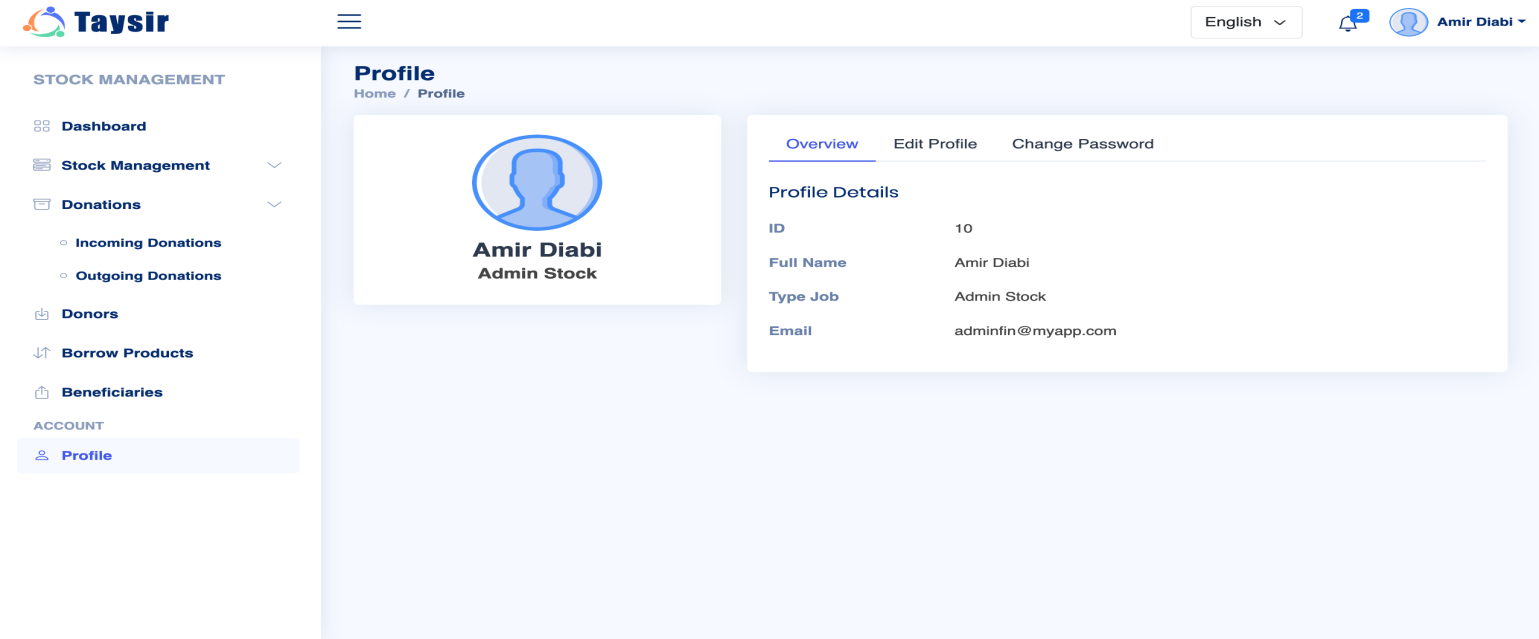 Taysir
English
2
Amir Diabi
STOCK MANAGEMENT
Dashboard
Stock Management
Donations
Incoming Donations
Outgoing Donations
Donors
Borrow Products
Beneficiaries
ACCOUNT
Profile
Profile
Home / Profile
Amir Diabi
Admin Stock
Overview Edit Profile Change Password
Profile Details
ID 10
Full Name Amir Diabi
Type Job Admin Stock
Email adminfin@myapp.com